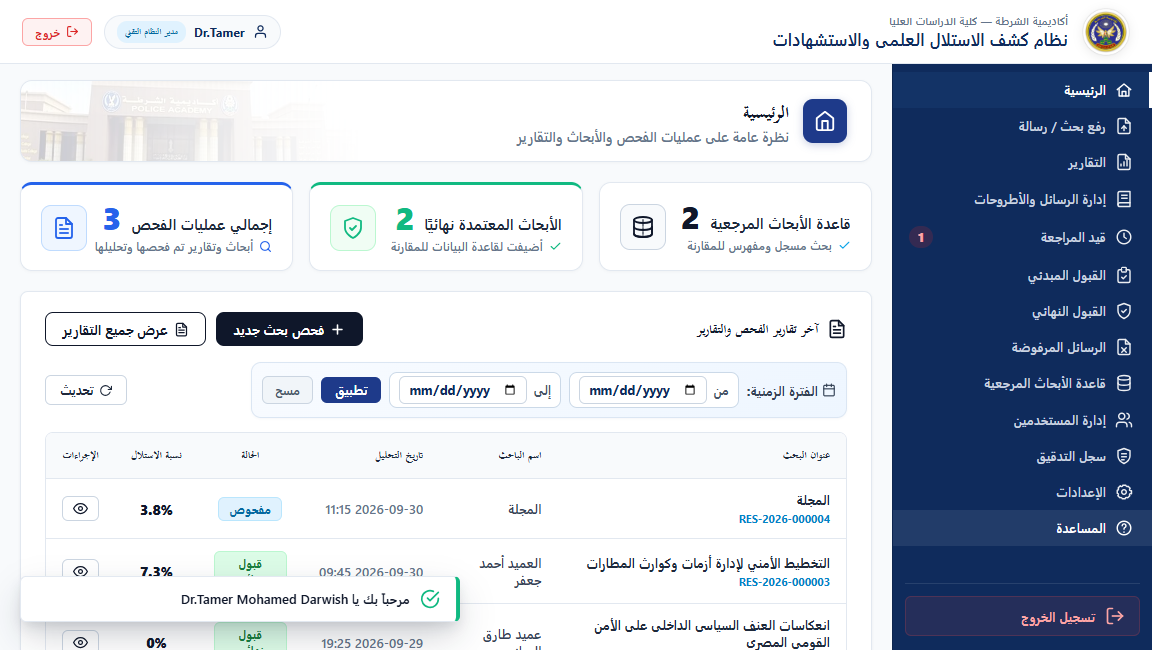 أكاديمية الشرطة — كلية الدراسات العليا
نظام كشف الاستلال العلمي والاستشهادات
Dr.Tamer
مدير النظام التقني
خروج
الرئيسية
رفع بحث / رسالة
التقارير
إدارة الرسائل والأطروحات
قيد المراجعة
1
القبول المبدئي
القبول النهائي
الرسائل المرفوضة
قاعدة الأبحاث المرجعية
إدارة المستخدمين
سجل التدقيق
الإعدادات
المساعدة
تسجيل الخروج
الرئيسية
نظرة عامة على عمليات الفحص والأبحاث والتقارير
أكاديمية الشرطة
POLICE ACADEMY
قاعدة الأبحاث المرجعية 2
بحث مسجل ومفهرس للمقارنة
الأبحاث المعتمدة نهائيًا 2
أضيفت لقاعدة البيانات للمقارنة
إجمالي عمليات الفحص 3
أبحاث وتقارير تم فحصها وتحليلها
آخر تقارير الفحص والتقارير
فحص بحث جديد
عرض جميع التقارير
الفترة الزمنية:
من
mm/dd/yyyy
إلى
mm/dd/yyyy
تطبيق
مسح
تحديث
عنوان البحث
اسم الباحث
تاريخ التحليل
الحالة
نسبة الاستلال
الإجراءات
المجلة
RES-2026-000004
المجلة
2026-09-30 11:15
مفحوص
3.8%
التخطيط الأمني لإدارة أزمات وكوارث المطارات
RES-2026-000003
العميد أحمد
جعفر
2026-09-30 09:45
قبول
7.3%
انعكاسات العنف السياسي الداخلي على الأمن
القومي المصري
عميد طارق
2026-09-29 19:25
قبول
0%
مرحباً بك يا Dr.Tamer Mohamed Darwish